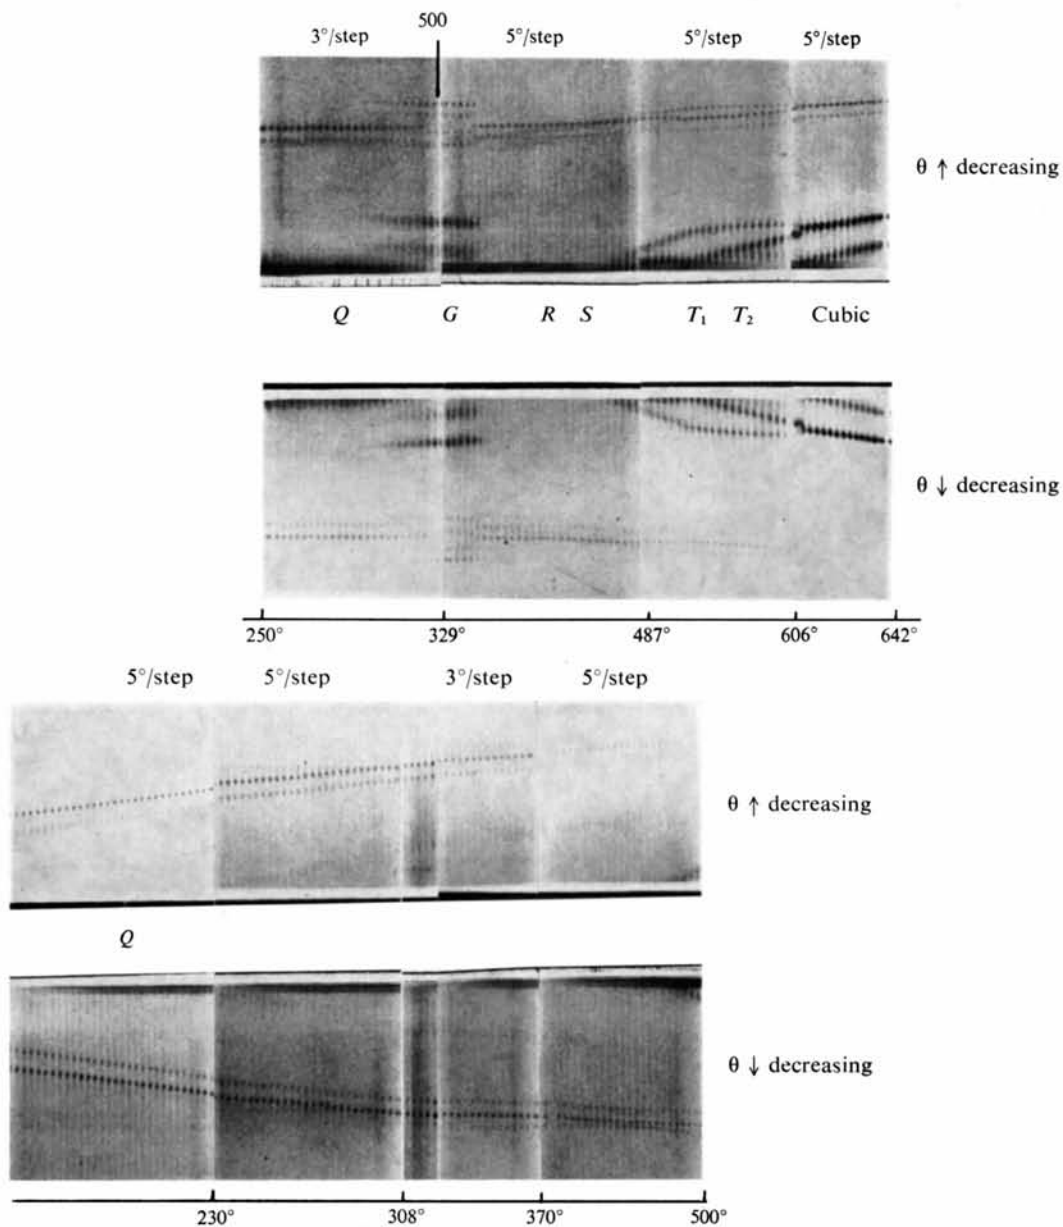 500
3°/step 5°/step 5°/step 5°/step
θ ↑ decreasing
Q G R S T₁ T₂ Cubic
θ ↓ decreasing
250° 329° 487° 606° 642°
5°/step 5°/step 3°/step 5°/step
θ ↑ decreasing
Q
θ ↓ decreasing
230° 308° 370° 500°